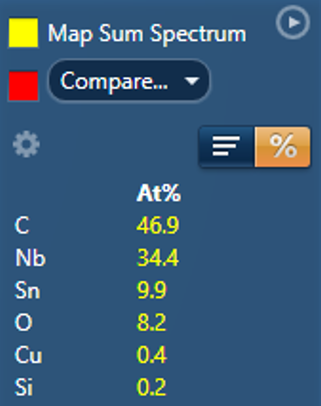 Map Sum Spectrum
Compare...
%
At%
C 46.9
Nb 34.4
Sn 9.9
O 8.2
Cu 0.4
Si 0.2